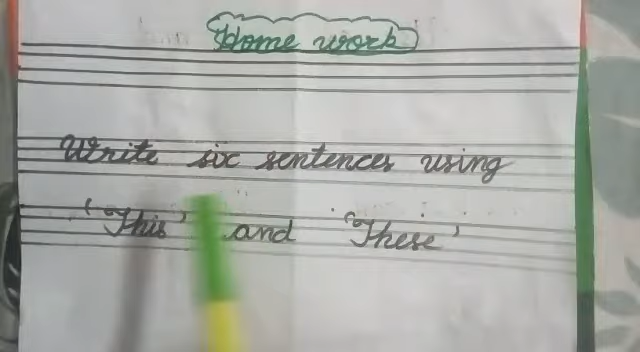 Home work
Write six sentences using
'This' and 'These'